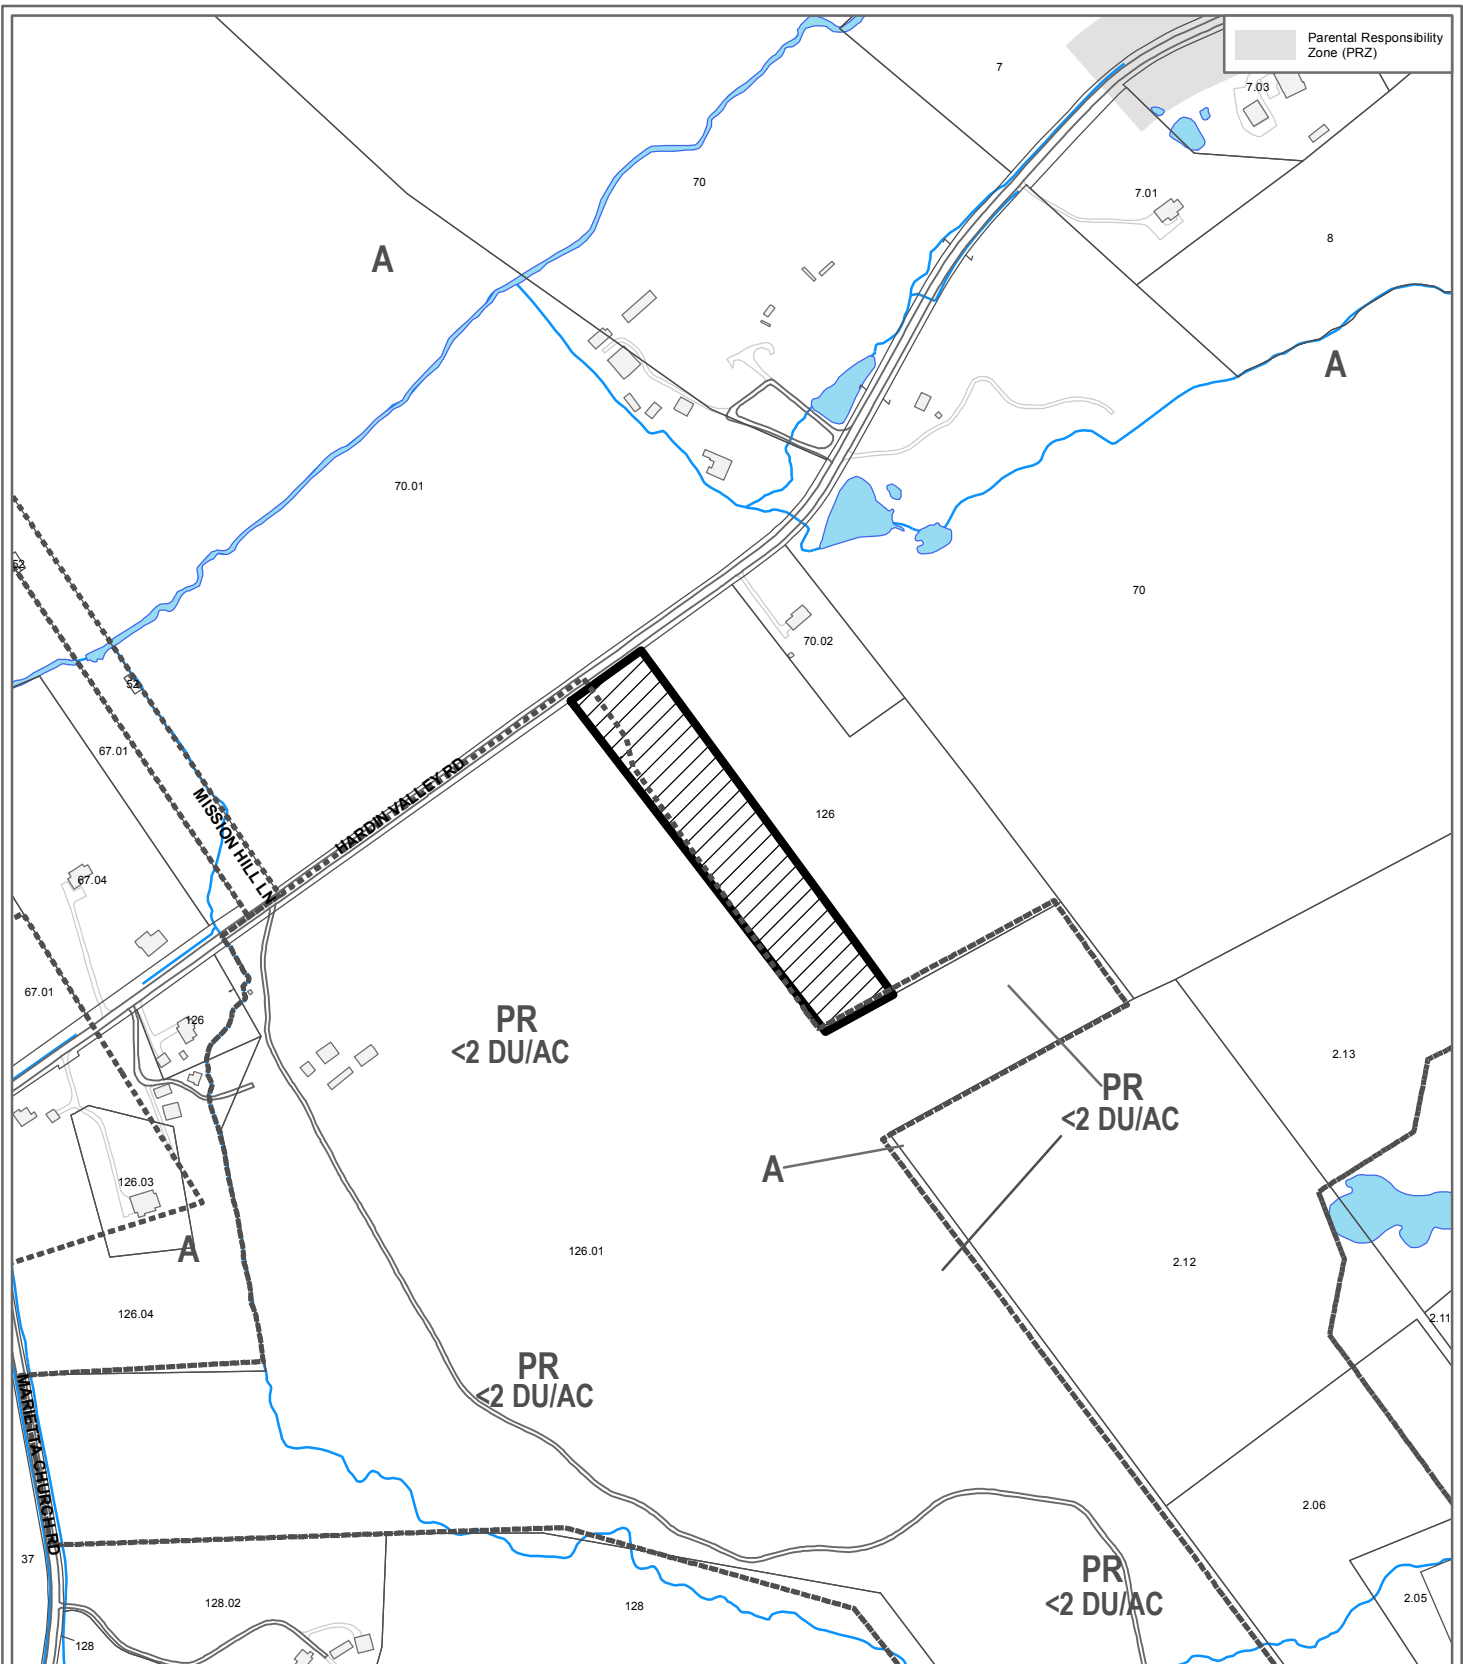 Parental Responsibility
Zone (PRZ)
7
7.03
70
7.01
8
A
A
70.01
52
70
70.02
52
67.01
HARDIN VALLEY RD
MISSION HILL LN
126
67.04
67.01
126
PR
<2 DU/AC
2.13
PR
<2 DU/AC
A
126.03
A
126.01
2.12
126.04
2.11
PR
<2 DU/AC
MARIETTA CHURCH RD
2.06
37
PR
<2 DU/AC
128.02
128
2.05
128